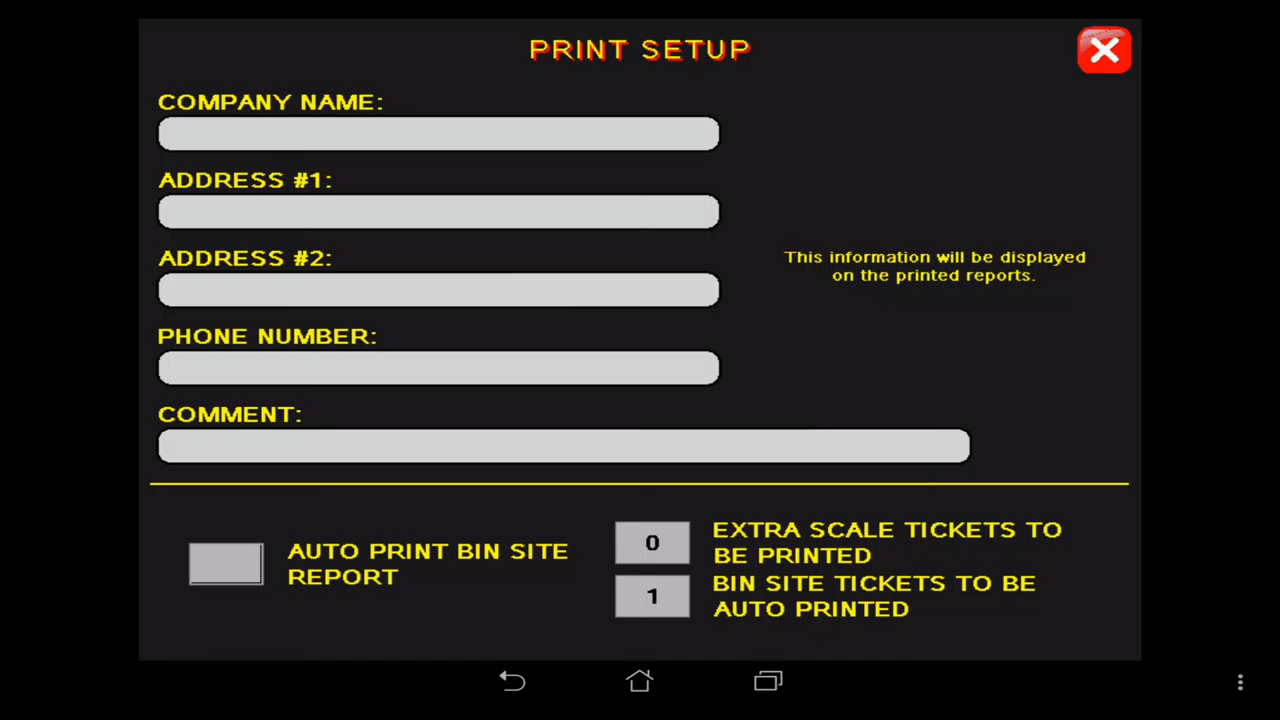 PRINT SETUP
COMPANY NAME:
ADDRESS #1:
ADDRESS #2:
This information will be displayed
on the printed reports.
PHONE NUMBER:
COMMENT:
AUTO PRINT BIN SITE
REPORT
0
EXTRA SCALE TICKETS TO
BE PRINTED
1
BIN SITE TICKETS TO BE
AUTO PRINTED